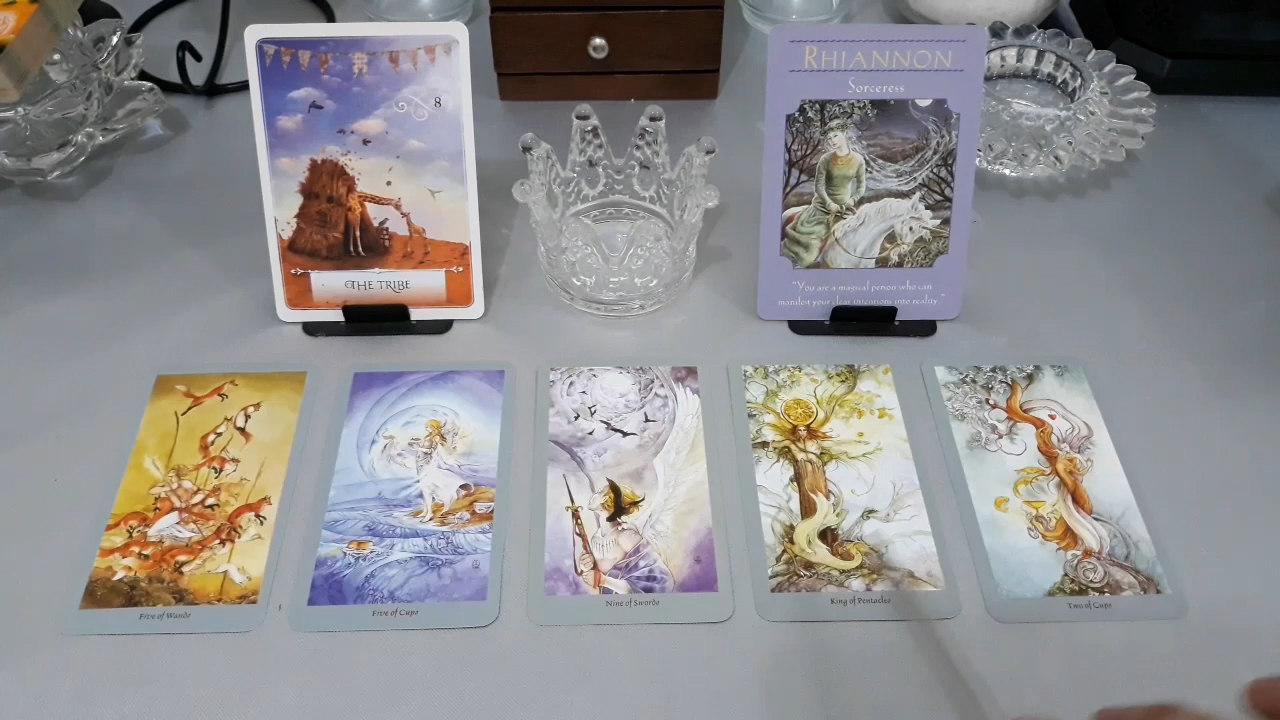 8
THE TRIBE
RHIANNON
Sorceress
"You are a magical person who can
manifest your clear intentions into reality."
Five of Wands
Five of Cups
Nine of Swords
King of Pentacles
Two of Cups